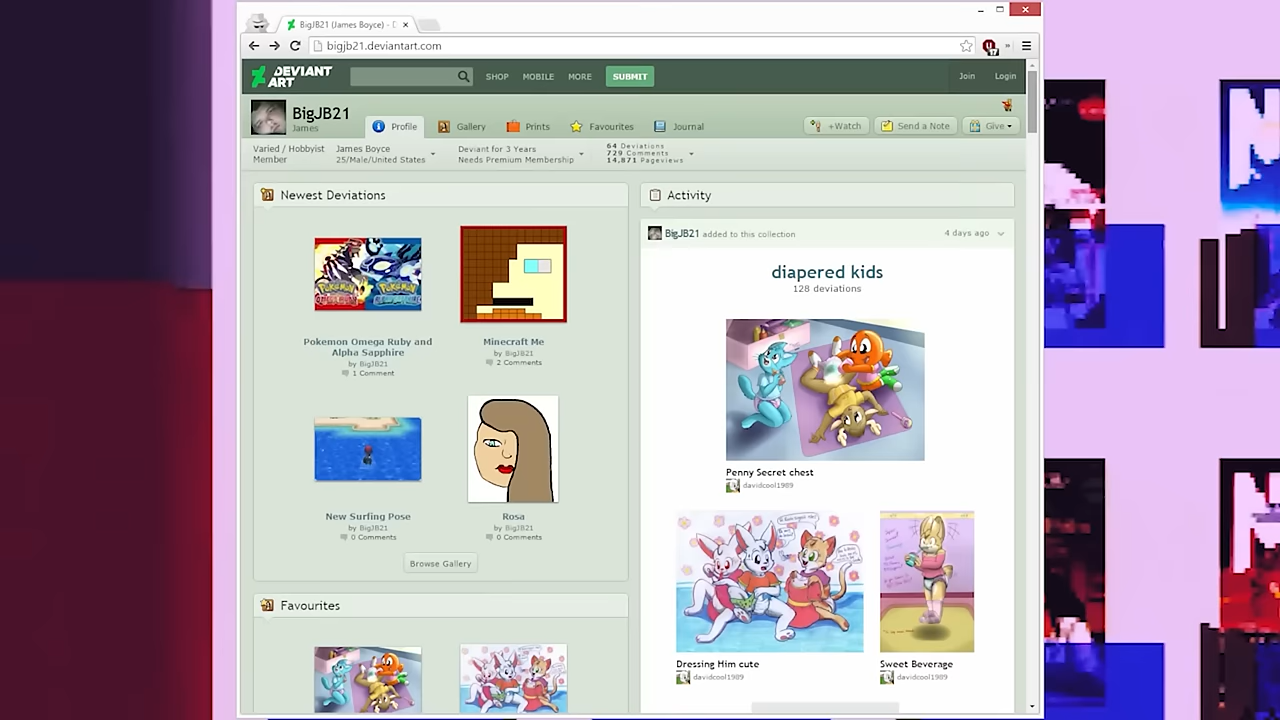 BigJB21 (James Boyce) - D
bigjb21.deviantart.com
17
DEVIANT ART
SHOP
MOBILE
MORE
SUBMIT
Join
Login
BigJB21
James
Profile
Gallery
Prints
Favourites
Journal
+Watch
Send a Note
Give
Varied / Hobbyist
Member
James Boyce
25/Male/United States
Deviant for 3 Years
Needs Premium Membership
64 Deviations
729 Comments
14,871 Pageviews
Newest Deviations
Pokemon Omega Ruby and
Alpha Sapphire
by BigJB21
1 Comment
Minecraft Me
by BigJB21
2 Comments
New Surfing Pose
by BigJB21
0 Comments
Rosa
by BigJB21
0 Comments
Browse Gallery
Favourites
Activity
BigJB21 added to this collection
4 days ago
diapered kids
128 deviations
Penny Secret chest
davidcool1989
Dressing Him cute
davidcool1989
Sweet Beverage
davidcool1989